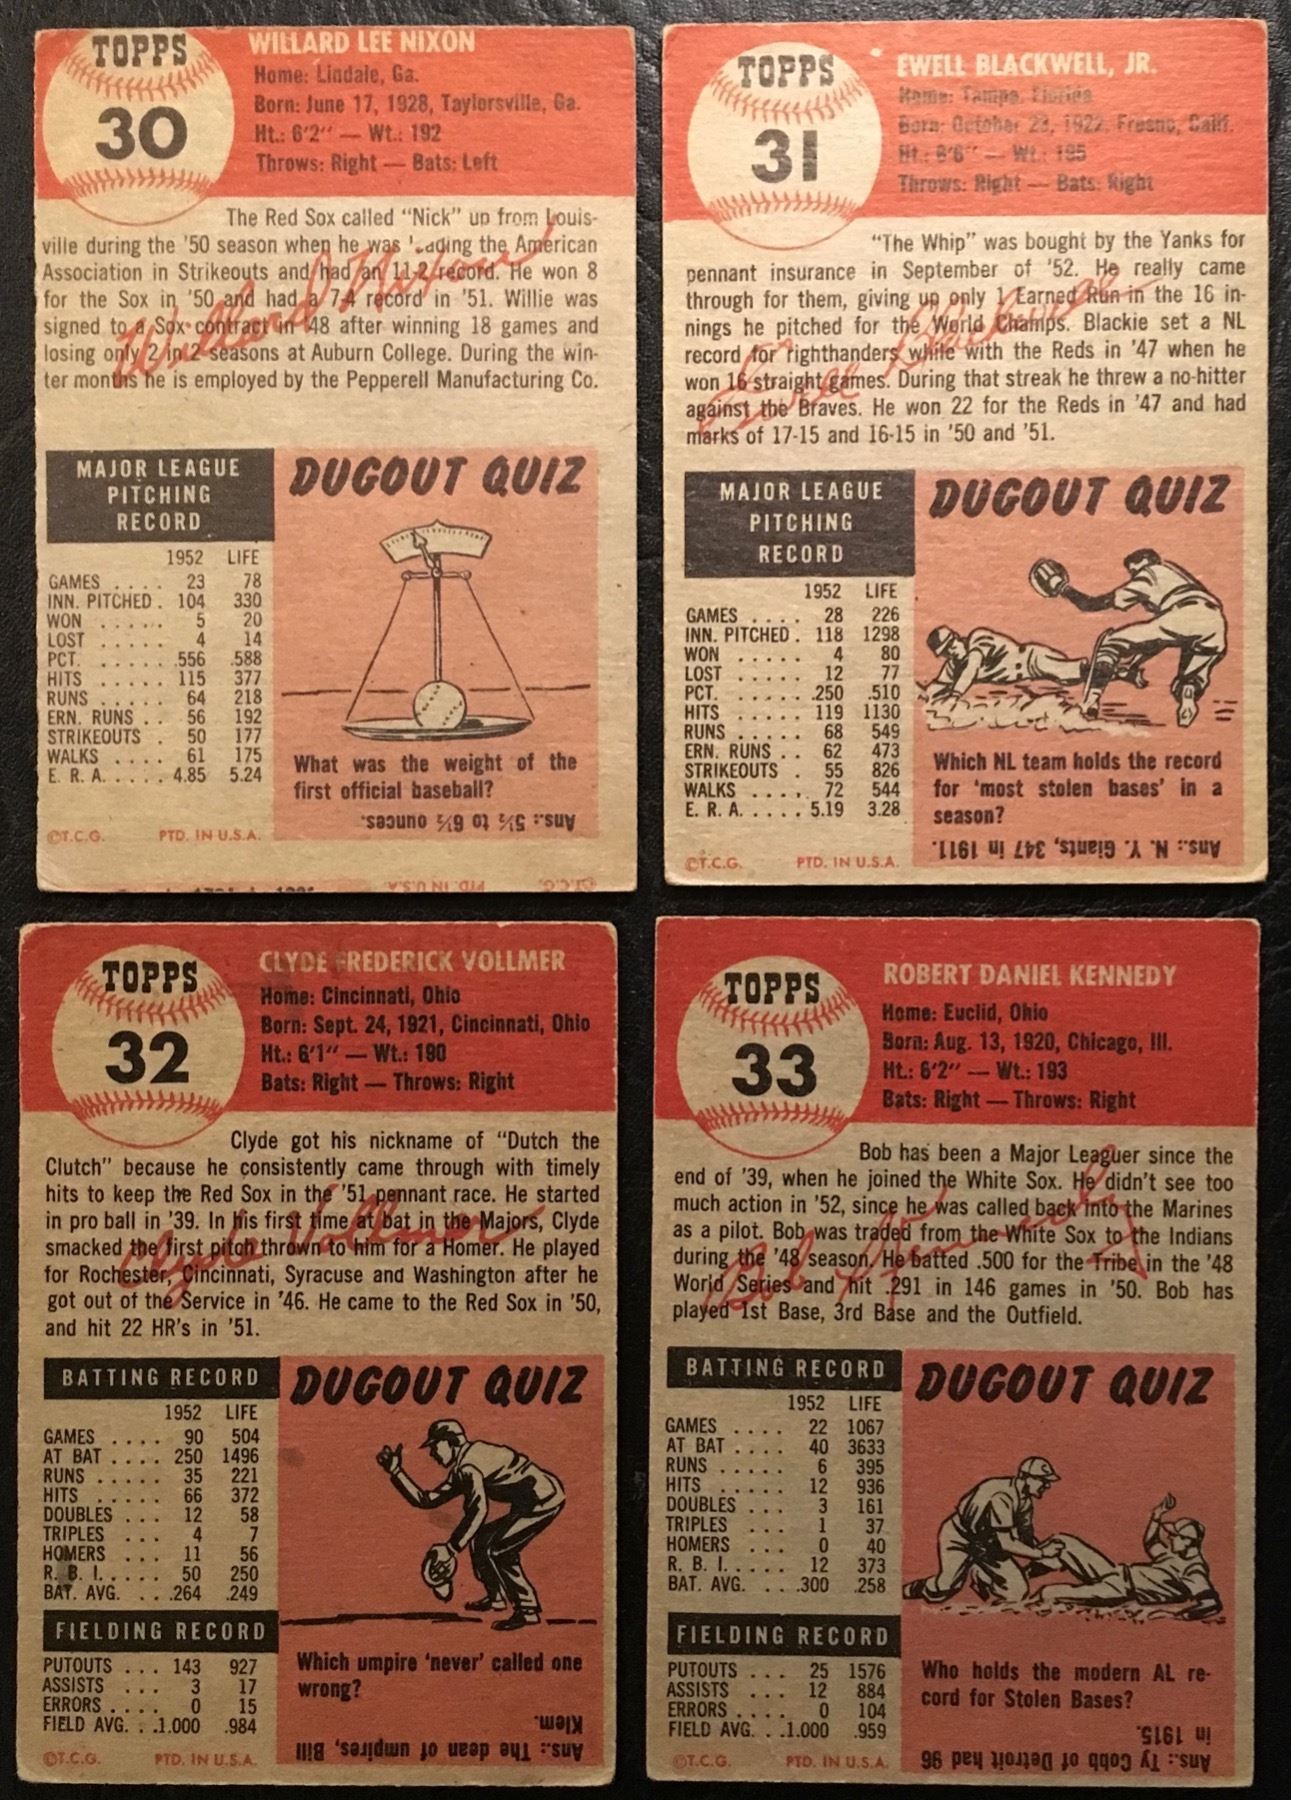 TOPPS
30
WILLARD LEE NIXON
Home: Lindale, Ga.
Born: June 17, 1928, Taylorsville, Ga.
Ht.: 6'2" — Wt.: 192
Throws: Right — Bats: Left
The Red Sox called "Nick" up from Louis-
ville during the '50 season when he was leading the American
Association in Strikeouts and had an 11-2 record. He won 8
for the Sox in '50 and had a 7-4 record in '51. Willie was
signed to a Sox contract in '48 after winning 18 games and
losing only 2 in 2 seasons at Auburn College. During the win-
ter months he is employed by the Pepperell Manufacturing Co.
Willard Nixon
MAJOR LEAGUE
PITCHING
RECORD
1952 LIFE
GAMES .... 23 78
INN. PITCHED . 104 330
WON ..... 5 20
LOST ..... 4 14
PCT. ..... .556 .588
HITS ..... 115 377
RUNS ..... 64 218
ERN. RUNS .. 56 192
STRIKEOUTS . 50 177
WALKS .... 61 175
E. R. A. .... 4.85 5.24
©T.C.G. PTD. IN U.S.A.
DUGOUT QUIZ
What was the weight of the
first official baseball?
Ans.: 5½ to 6½ ounces.
PTD. IN U.S.A. ©T.C.G.
TOPPS
31
EWELL BLACKWELL, JR.
Home: Tampa, Florida
Born: October 23, 1922, Fresno, Calif.
Ht.: 6'6" — Wt.: 195
Throws: Right — Bats: Right
"The Whip" was bought by the Yanks for
pennant insurance in September of '52. He really came
through for them, giving up only 1 Earned Run in the 16 in-
nings he pitched for the World Champs. Blackie set a NL
record for righthanders while with the Reds in '47 when he
won 16 straight games. During that streak he threw a no-hitter
against the Braves. He won 22 for the Reds in '47 and had
marks of 17-15 and 16-15 in '50 and '51.
Ewell Blackwell
MAJOR LEAGUE
PITCHING
RECORD
1952 LIFE
GAMES .... 28 226
INN. PITCHED . 118 1298
WON ..... 4 80
LOST ..... 12 77
PCT. ..... .250 .510
HITS ..... 119 1130
RUNS ..... 68 549
ERN. RUNS .. 62 473
STRIKEOUTS . 55 826
WALKS .... 72 544
E. R. A. .... 5.19 3.28
©T.C.G. PTD. IN U.S.A.
DUGOUT QUIZ
Which NL team holds the record
for 'most stolen bases' in a
season?
Ans.: N. Y. Giants, 347 in 1911.
TOPPS
32
CLYDE FREDERICK VOLLMER
Home: Cincinnati, Ohio
Born: Sept. 24, 1921, Cincinnati, Ohio
Ht.: 6'1" — Wt.: 190
Bats: Right — Throws: Right
Clyde got his nickname of "Dutch the
Clutch" because he consistently came through with timely
hits to keep the Red Sox in the '51 pennant race. He started
in pro ball in '39. In his first time at bat in the Majors, Clyde
smacked the first pitch thrown to him for a Homer. He played
for Rochester, Cincinnati, Syracuse and Washington after he
got out of the Service in '46. He came to the Red Sox in '50,
and hit 22 HR's in '51.
Clyde Vollmer
BATTING RECORD
1952 LIFE
GAMES .... 90 504
AT BAT .... 250 1496
RUNS ..... 35 221
HITS ..... 66 372
DOUBLES ... 12 58
TRIPLES ... 4 7
HOMERS ... 11 56
R. B. I. .... 50 250
BAT. AVG. .. .264 .249
FIELDING RECORD
PUTOUTS ... 143 927
ASSISTS ... 3 17
ERRORS .... 0 15
FIELD AVG. . .1.000 .984
©T.C.G. PTD. IN U.S.A.
DUGOUT QUIZ
Which umpire 'never' called one
wrong?
Ans.: The dean of umpires, Bill
Klem.
TOPPS
33
ROBERT DANIEL KENNEDY
Home: Euclid, Ohio
Born: Aug. 13, 1920, Chicago, Ill.
Ht.: 6'2" — Wt.: 193
Bats: Right — Throws: Right
Bob has been a Major Leaguer since the
end of '39, when he joined the White Sox. He didn't see too
much action in '52, since he was called back into the Marines
as a pilot. Bob was traded from the White Sox to the Indians
during the '48 season. He batted .500 for the Tribe in the '48
World Series and hit .291 in 146 games in '50. Bob has
played 1st Base, 3rd Base and the Outfield.
Bob Kennedy
BATTING RECORD
1952 LIFE
GAMES .... 22 1067
AT BAT .... 40 3633
RUNS ..... 6 395
HITS ..... 12 936
DOUBLES ... 3 161
TRIPLES ... 1 37
HOMERS ... 0 40
R. B. I. .... 12 373
BAT. AVG. .. .300 .258
FIELDING RECORD
PUTOUTS ... 25 1576
ASSISTS ... 12 884
ERRORS .... 0 104
FIELD AVG. . .1.000 .959
©T.C.G. PTD. IN U.S.A.
DUGOUT QUIZ
Who holds the modern AL re-
cord for Stolen Bases?
Ans.: Ty Cobb of Detroit had 96
in 1915.